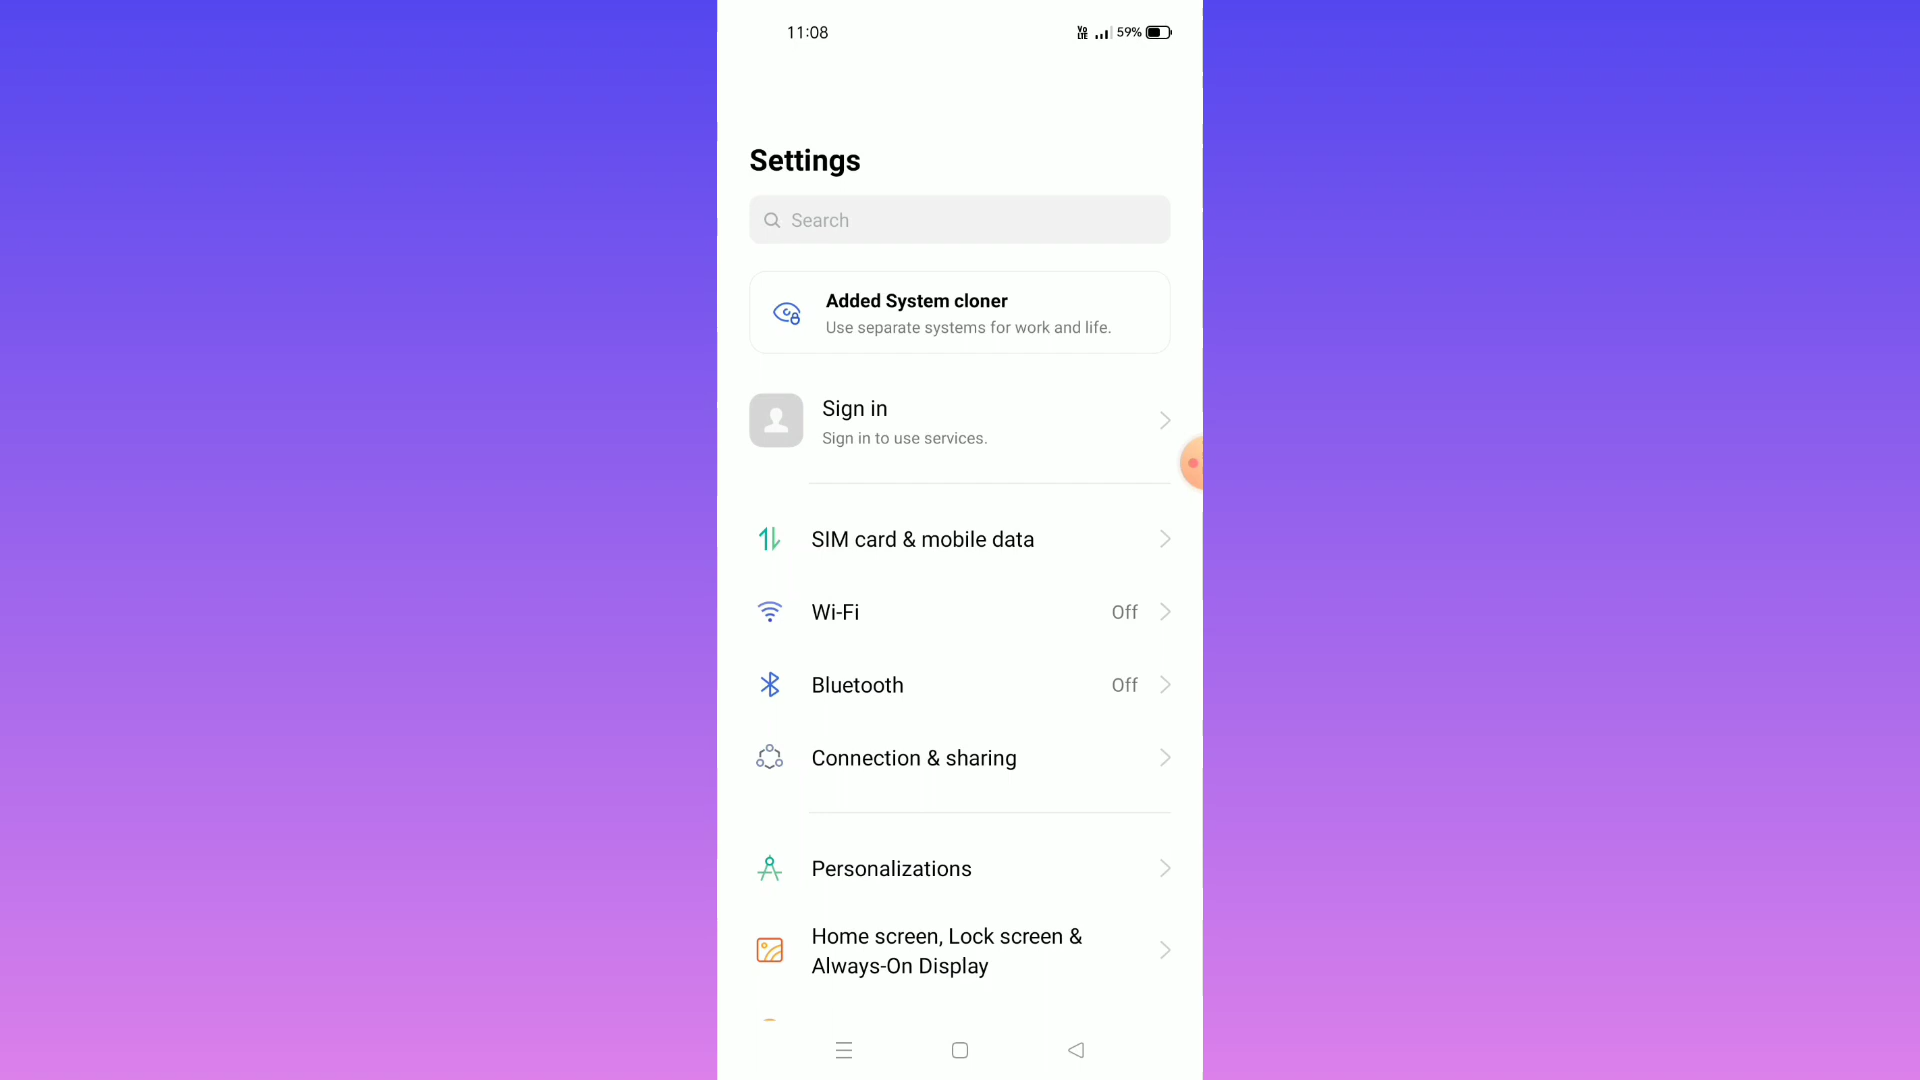 11:08
Vo LTE 59%
Settings
Search
Added System cloner
Use separate systems for work and life.
Sign in
Sign in to use services.
SIM card & mobile data
Wi-Fi Off
Bluetooth Off
Connection & sharing
Personalizations
Home screen, Lock screen &
Always-On Display